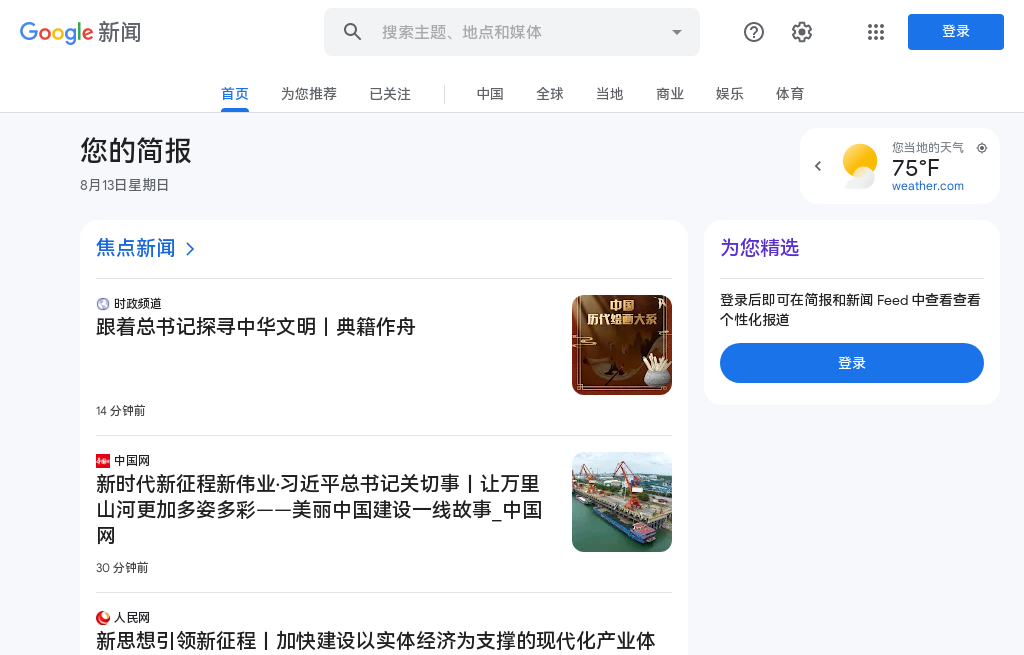 Google 新闻
搜索主题、地点和媒体
登录
首页
为您推荐
已关注
中国
全球
当地
商业
娱乐
体育
您的简报
8月13日星期日
您当地的天气
75°F
weather.com
焦点新闻
时政频道
跟着总书记探寻中华文明丨典籍作舟
中国
历代绘画大系
14 分钟前
中国网
新时代新征程新伟业·习近平总书记关切事丨让万里
山河更加多姿多彩——美丽中国建设一线故事_中国
网
30 分钟前
人民网
新思想引领新征程丨加快建设以实体经济为支撑的现代化产业体
为您精选
登录后即可在简报和新闻 Feed 中查看查看
个性化报道
登录